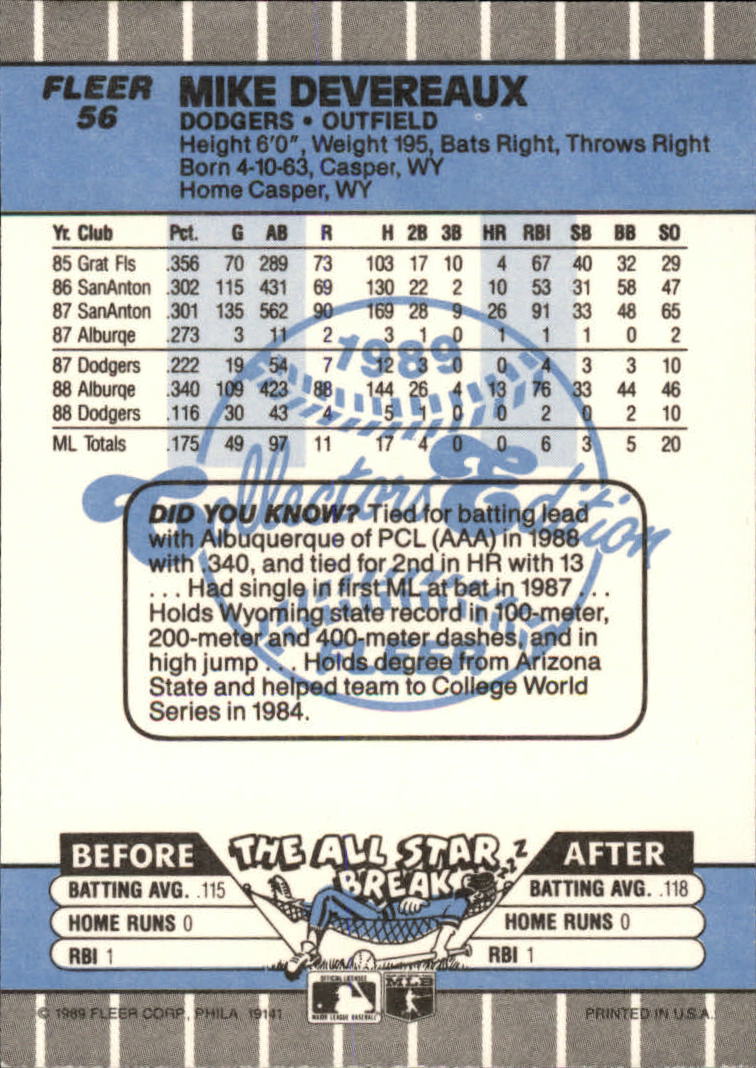 FLEER
56
MIKE DEVEREAUX
DODGERS • OUTFIELD
Height 6'0", Weight 195, Bats Right, Throws Right
Born 4-10-63, Casper, WY
Home Casper, WY
Yr. Club Pct. G AB R H 2B 3B HR RBI SB BB SO
85 Grat Fls .356 70 289 73 103 17 10 4 67 40 32 29
86 SanAnton .302 115 431 69 130 22 2 10 53 31 58 47
87 SanAnton .301 135 562 90 169 28 9 26 91 33 48 65
87 Alburqe .273 3 11 2 3 1 0 1 1 1 0 2
87 Dodgers .222 19 54 7 12 3 0 0 4 3 3 10
88 Alburqe .340 109 423 88 144 26 4 13 76 33 44 46
88 Dodgers .116 30 43 4 5 1 0 0 2 0 2 10
ML Totals .175 49 97 11 17 4 0 0 6 3 5 20
1989
Collectors Edition
FLEER
DID YOU KNOW? Tied for batting lead
with Albuquerque of PCL (AAA) in 1988
with .340, and tied for 2nd in HR with 13
. . . Had single in first ML at bat in 1987 . . .
Holds Wyoming state record in 100-meter,
200-meter and 400-meter dashes, and in
high jump . . . Holds degree from Arizona
State and helped team to College World
Series in 1984.
THE ALL STAR
BREAK
ZZZ
BEFORE
BATTING AVG. .115
HOME RUNS 0
RBI 1
AFTER
BATTING AVG. .118
HOME RUNS 0
RBI 1
OFFICIAL LICENSEE
MAJOR LEAGUE BASEBALL
MLB
© 1989 FLEER CORP., PHILA 19141
PRINTED IN U.S.A.